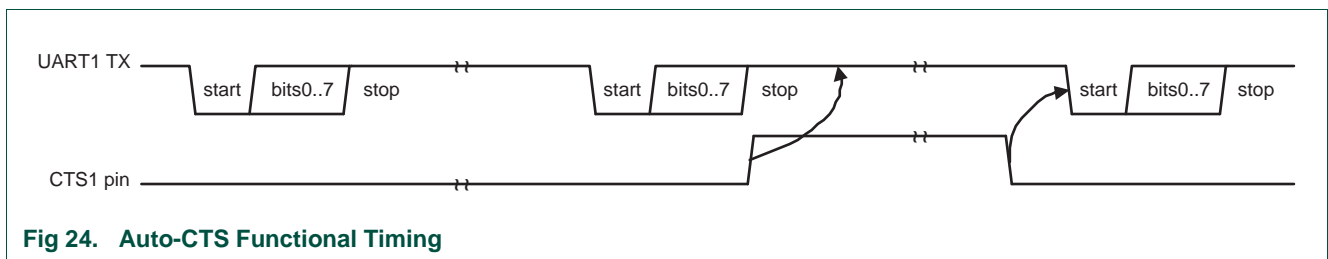 UART1 TX
start bits0..7 stop start bits0..7 stop start bits0..7 stop
CTS1 pin
Fig 24. Auto-CTS Functional Timing